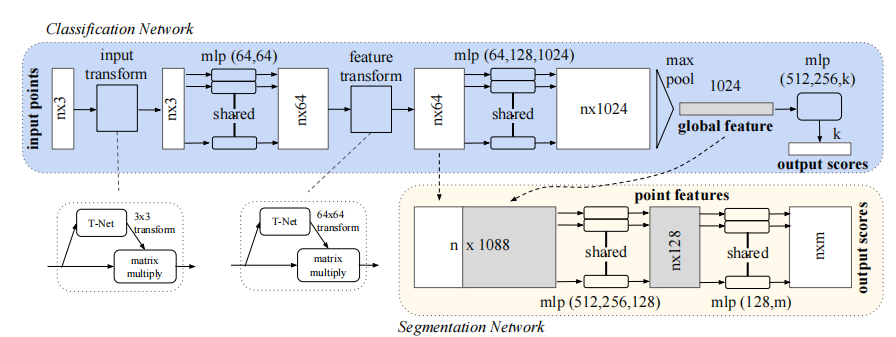 Classification Network
input points
nx3
input
transform
nx3
mlp (64,64)
shared
nx64
feature
transform
nx64
mlp (64,128,1024)
shared
nx1024
max
pool
1024
global feature
mlp
(512,256,k)
k
output scores
T-Net
3x3
transform
matrix
multiply
T-Net
64x64
transform
matrix
multiply
point features
n x 1088
shared
mlp (512,256,128)
nx128
shared
mlp (128,m)
nxm
output scores
Segmentation Network